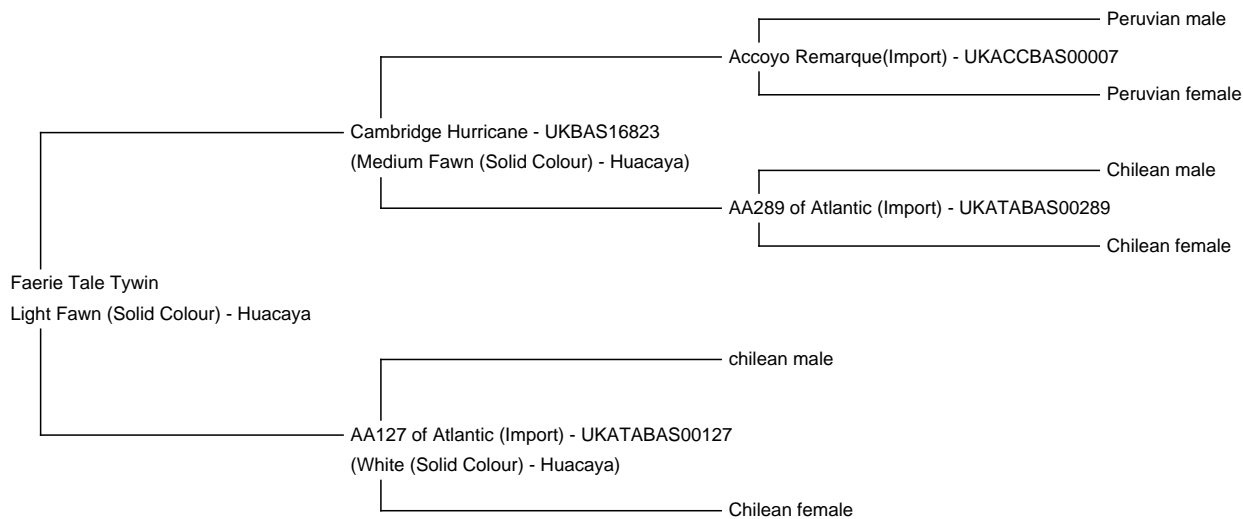 Peruvian male
Accoyo Remarque(Import) - UKACCBAS00007
Peruvian female
Cambridge Hurricane - UKBAS16823
(Medium Fawn (Solid Colour) - Huacaya)
Chilean male
AA289 of Atlantic (Import) - UKATABAS00289
Chilean female
Faerie Tale Tywin
Light Fawn (Solid Colour) - Huacaya
chilean male
AA127 of Atlantic (Import) - UKATABAS00127
(White (Solid Colour) - Huacaya)
Chilean female